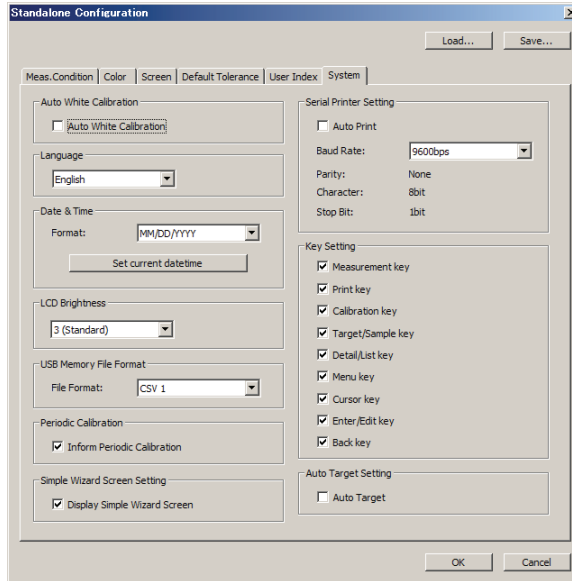 Standalone Configuration
Load...
Save...
Meas.Condition
Color
Screen
Default Tolerance
User Index
System
Auto White Calibration
Auto White Calibration
Language
English
Date & Time
Format:
MM/DD/YYYY
Set current datetime
LCD Brightness
3 (Standard)
USB Memory File Format
File Format:
CSV 1
Periodic Calibration
Inform Periodic Calibration
Simple Wizard Screen Setting
Display Simple Wizard Screen
Serial Printer Setting
Auto Print
Baud Rate:
9600bps
Parity:
None
Character:
8bit
Stop Bit:
1bit
Key Setting
Measurement key
Print key
Calibration key
Target/Sample key
Detail/List key
Menu key
Cursor key
Enter/Edit key
Back key
Auto Target Setting
Auto Target
OK
Cancel